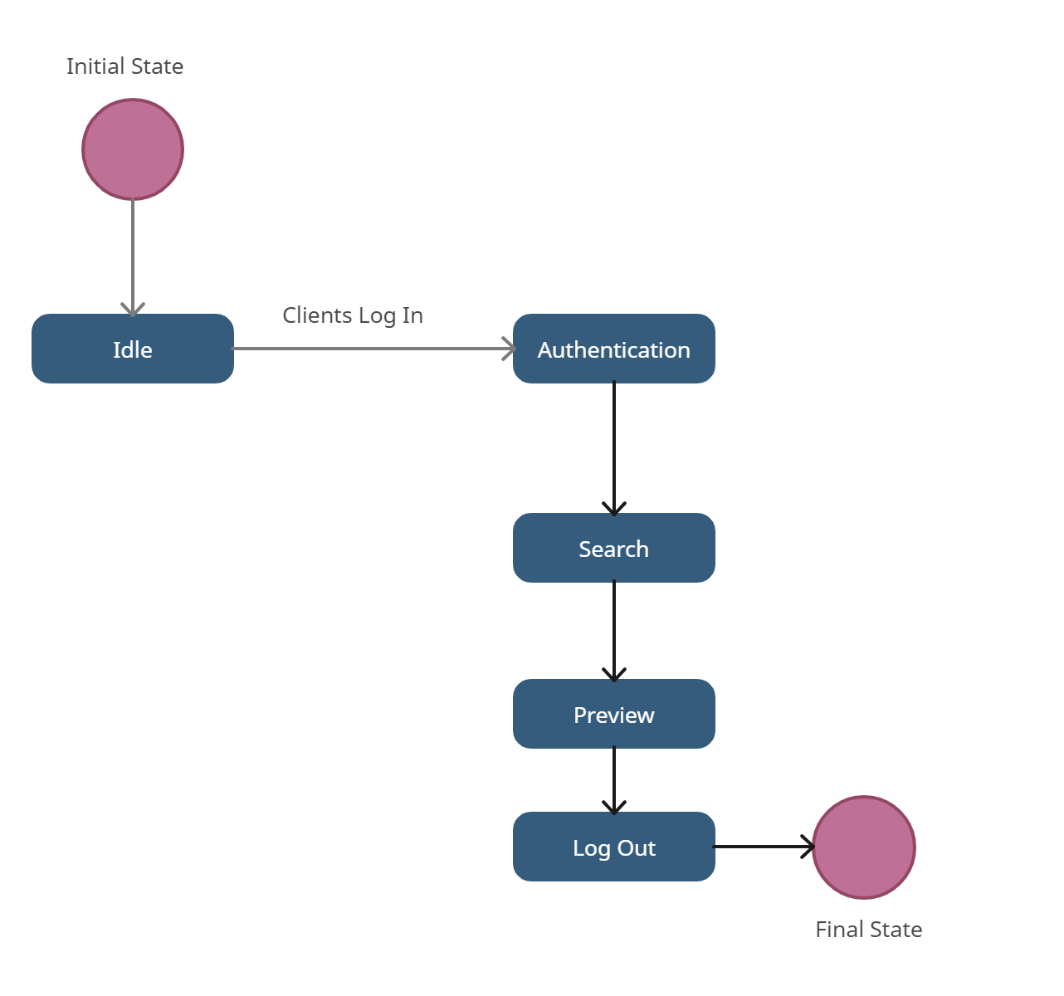 Initial State
Clients Log In
Idle
Authentication
Search
Preview
Log Out
Final State